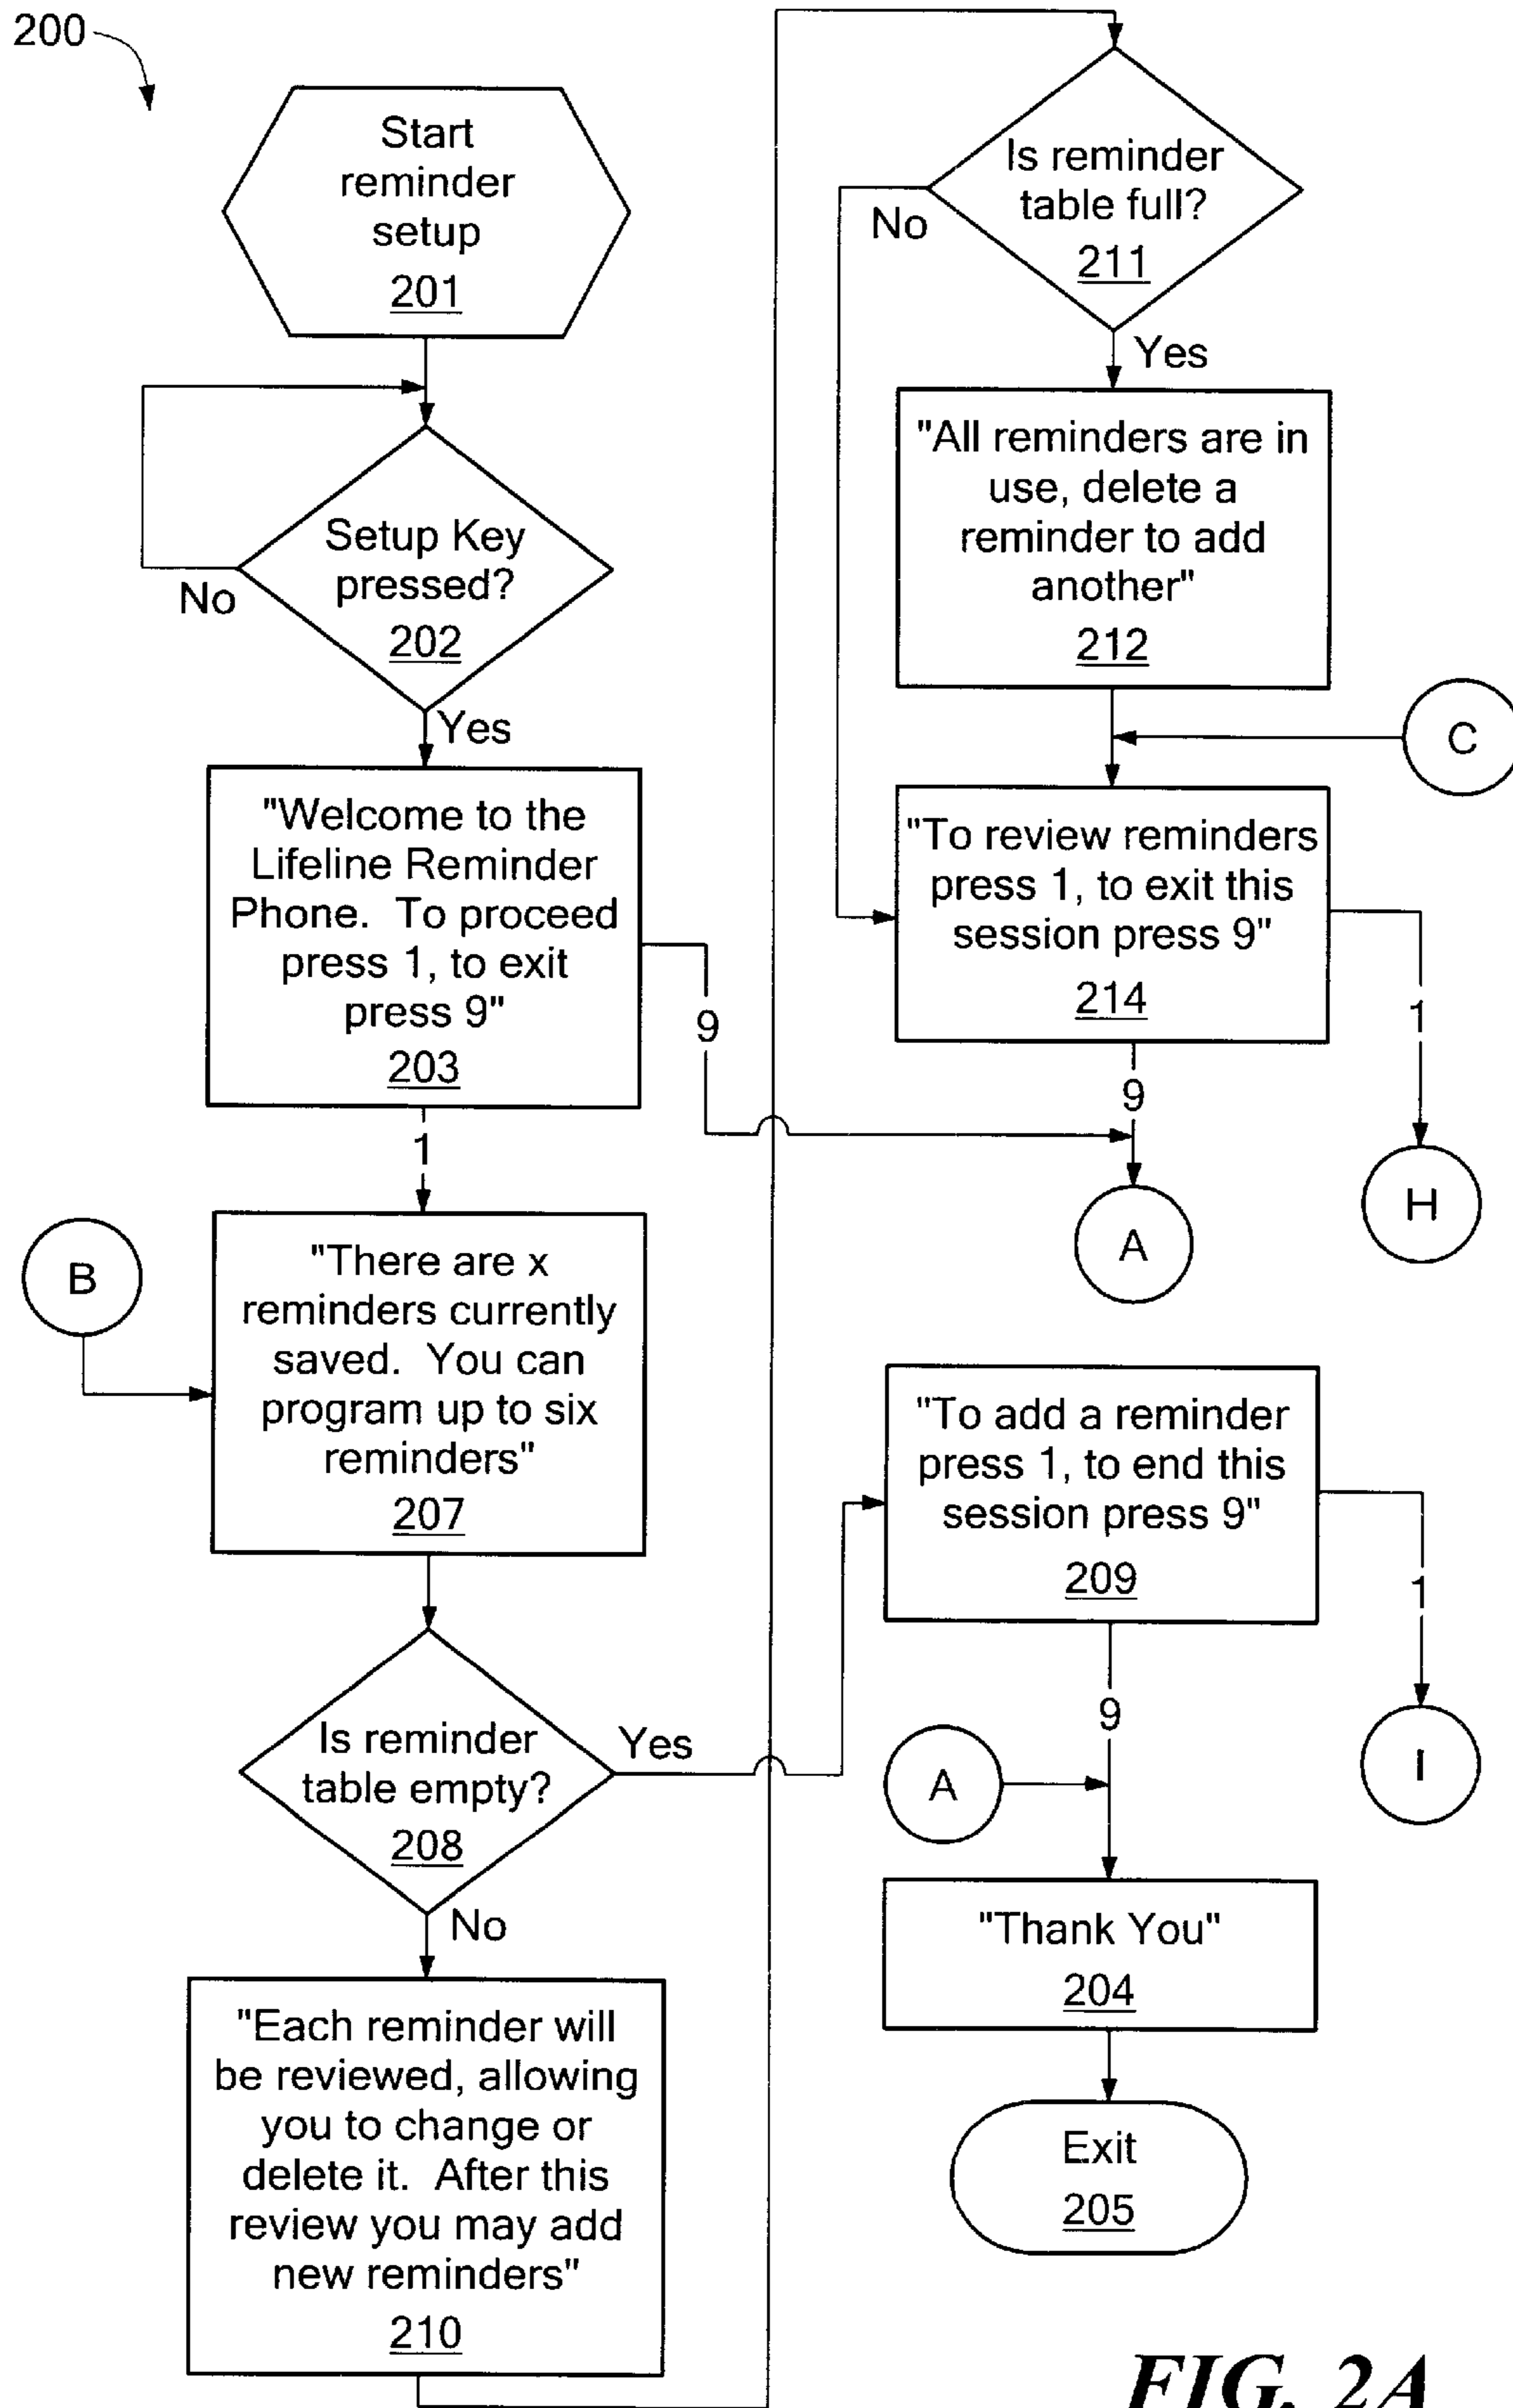 200
Start
reminder
setup
201
Setup Key
pressed?
202
No
Yes
"Welcome to the
Lifeline Reminder
Phone. To proceed
press 1, to exit
press 9"
203
9
1
B
"There are x
reminders currently
saved. You can
program up to six
reminders"
207
Is reminder
table empty?
208
Yes
No
"Each reminder will
be reviewed, allowing
you to change or
delete it. After this
review you may add
new reminders"
210
Is reminder
table full?
211
No
Yes
"All reminders are in
use, delete a
reminder to add
another"
212
C
"To review reminders
press 1, to exit this
session press 9"
214
1
9
H
A
"To add a reminder
press 1, to end this
session press 9"
209
1
9
A
I
"Thank You"
204
Exit
205
FIG. 2A